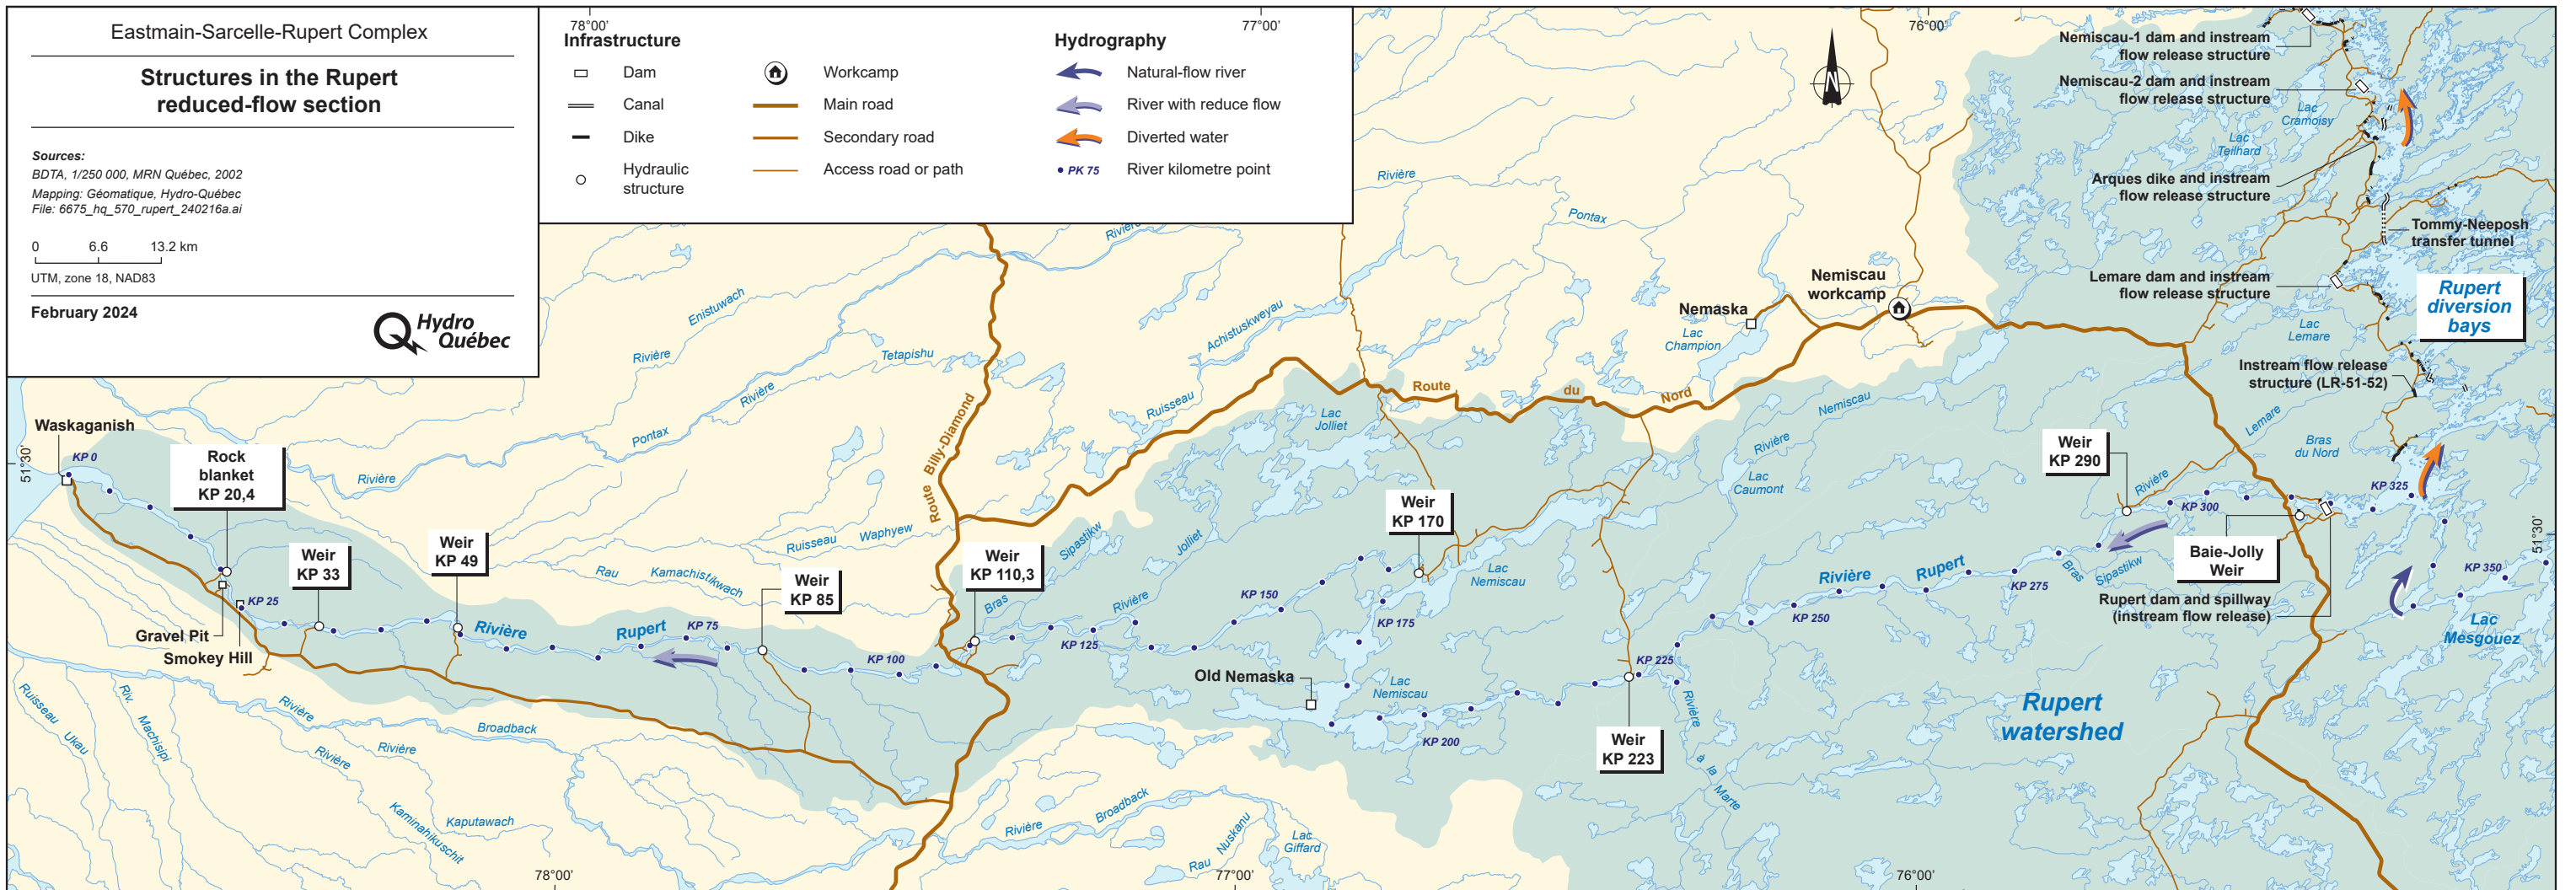 Eastmain-Sarcelle-Rupert Complex
Structures in the Rupert
reduced-flow section
Sources:
BDTA, 1/250 000, MRN Québec, 2002
Mapping: Géomatique, Hydro-Québec
File: 6675_hq_570_rupert_240216a.ai
0 6.6 13.2 km
UTM, zone 18, NAD83
February 2024
Hydro
Québec
78°00'
77°00'
76°00'
Infrastructure
Dam
Canal
Dike
Hydraulic
structure
Workcamp
Main road
Secondary road
Access road or path
Hydrography
Natural-flow river
River with reduce flow
Diverted water
PK 75
River kilometre point
N
Nemiscau-1 dam and instream
flow release structure
Nemiscau-2 dam and instream
flow release structure
Lac
Cramoisy
Lac
Teilhard
Arques dike and instream
flow release structure
Tommy-Neeposh
transfer tunnel
Lemare dam and instream
flow release structure
Rupert
diversion
bays
Lac
Lemare
Instream flow release
structure (LR-51-52)
Rivière
Pontax
Rivière
Nemiscau
workcamp
Nemaska
Lac
Champion
Enistuwach
Rivière
Tetapishu
Rivière
Pontax
Rivière
Achistuskweyau
Ruisseau
Route Billy-Diamond
Route
du
Nord
Lac
Jolliet
Nemiscau
Rivière
Lac
Caumont
Lemare
Rivière
Bras
du Nord
51°30'
Waskaganish
KP 0
Rock
blanket
KP 20,4
Weir
KP 33
Weir
KP 49
Ruisseau
Waphyew
Rau
Kamachistikwach
Weir
KP 85
Weir
KP 110,3
Sipastikw
Bras
Jolliet
Rivière
Weir
KP 170
Lac
Nemiscau
Weir
KP 290
KP 300
KP 325
KP 350
51°30'
Baie-Jolly
Weir
Rupert dam and spillway
(instream flow release)
Lac
Mesgouez
Bras
Sipastikw
KP 275
Rivière
Rupert
KP 250
KP 225
KP 25
Gravel Pit
Smokey Hill
Rivière
Rupert
KP 75
KP 100
KP 125
KP 150
KP 175
Old Nemaska
Lac
Nemiscau
KP 200
Weir
KP 223
Rivière
à la
Marte
Rupert
watershed
Ruisseau
Ukau
Riv.
Machisipi
Rivière
Rivière
Rivière
Broadback
Kaminahikuschit
Kaputawach
Rivière
Broadback
Rau
Nuskanu
Lac
Giffard
78°00'
77°00'
76°00'